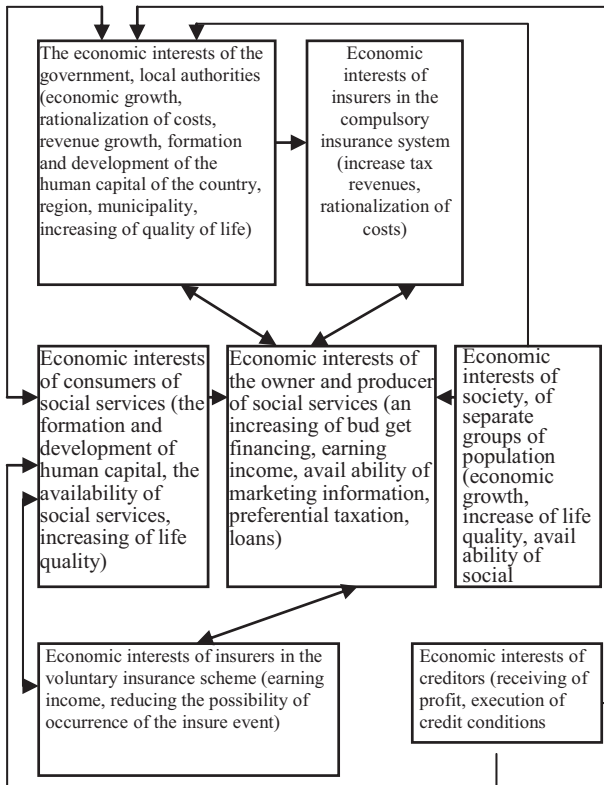 The economic interests of the
government, local authorities
(economic growth,
rationalization of costs,
revenue growth, formation
and development of the
human capital of the country,
region, municipality,
increasing of quality of life)
Economic
interests of
insurers in the
compulsory
insurance system
(increase tax
revenues,
rationalization of
costs)
Economic interests
of consumers of
social services (the
formation and
development of
human capital, the
availability of
social services,
increasing of life
quality)
Economic interests of
the owner and producer
of social services (an
increasing of bud get
financing, earning
income, avail ability of
marketing information,
preferential taxation,
loans)
Economic
interests of
society, of
separate
groups of
population
(economic
growth,
increase of life
quality, avail
ability of
social
Economic interests of insurers in the
voluntary insurance scheme (earning
income, reducing the possibility of
occurrence of the insure event)
Economic interests of
creditors (receiving of
profit, execution of
credit conditions